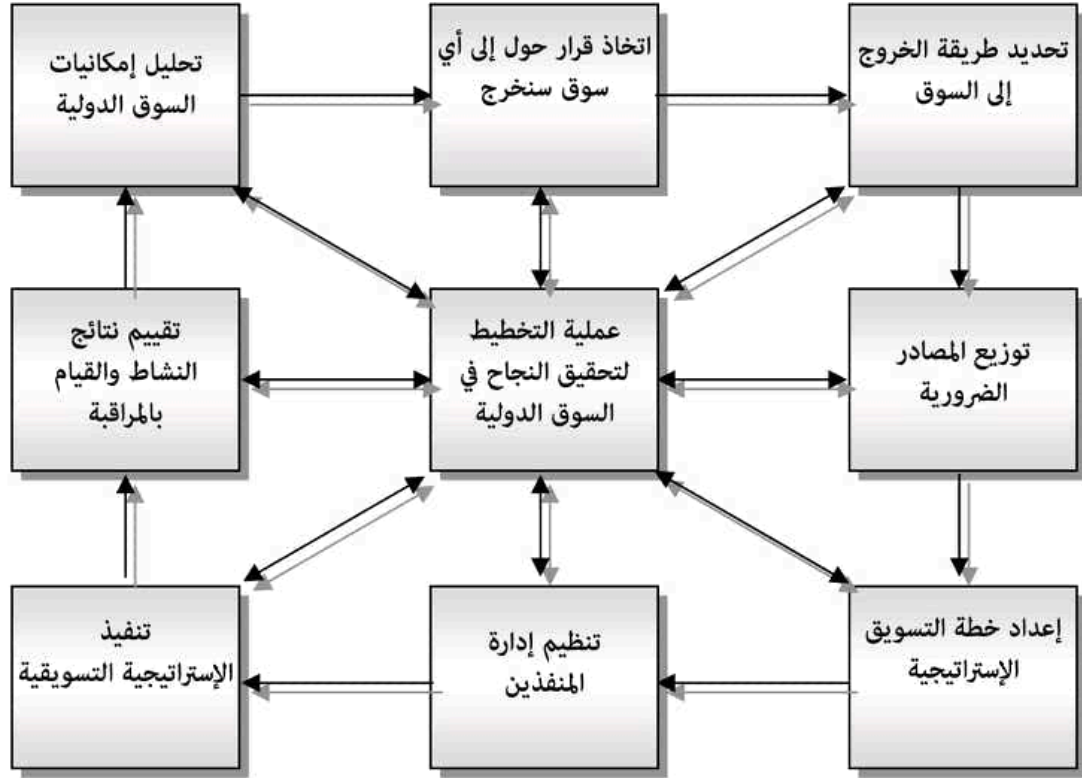 تحليل إمكانيات
السوق الدولية
اتخاذ قرار حول إلى أي
سوق سنخرج
تحديد طريقة الخروج
إلى السوق
توزيع المصادر
الضرورية
إعداد خطة التسويق
الإستراتيجية
تنظيم إدارة
المنفذين
تنفيذ
الإستراتيجية التسويقية
تقييم نتائج
النشاط والقيام
بالمراقبة
عملية التخطيط
لتحقيق النجاح في
السوق الدولية